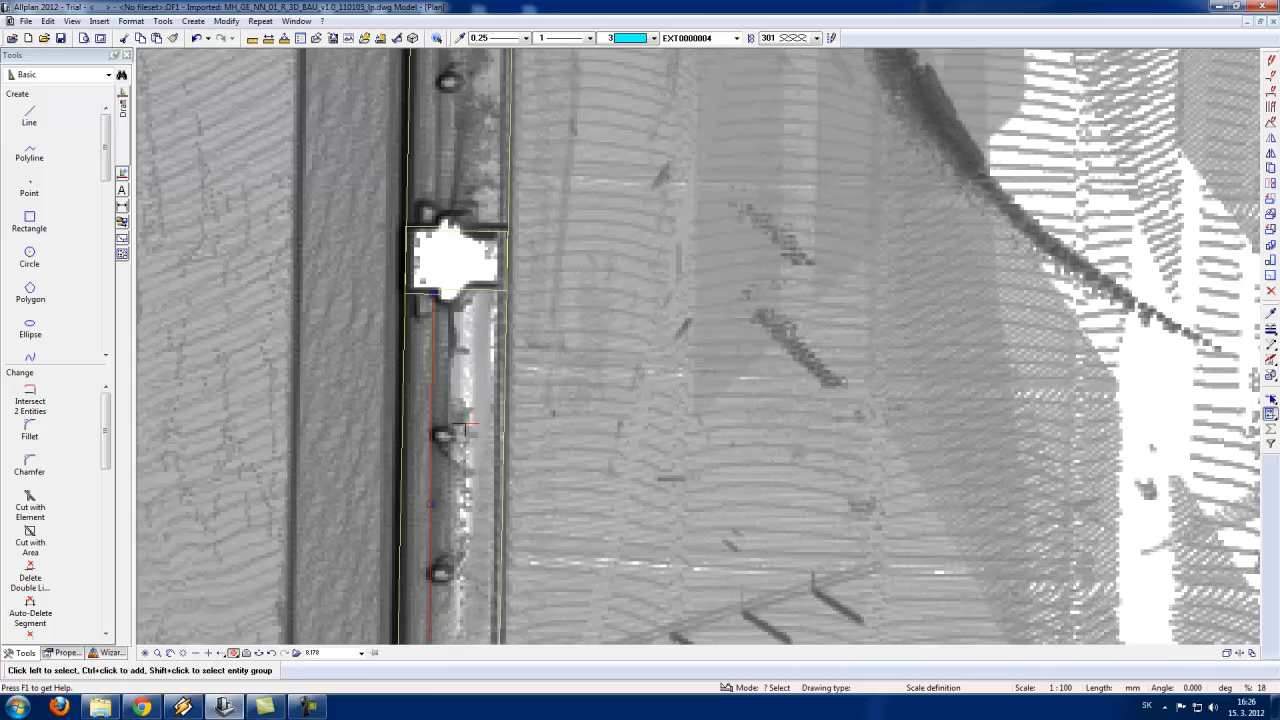 Allplan 2012 - Trial - < > - <No fileset>:DF1 - Imported: MH_GE_NN_01_R_3D_BAU_v1.0_110105_lp.dwg Model - [Plan]
File Edit View Insert Format Tools Create Modify Repetition Window ?
0.25 1 3 EXT0000004 301
Tools
Basic
Create
Draft
Line
Polyline
Point
Rectangle
Circle
Polygon
Ellipse
Change
Intersect
2 Entities
Fillet
Chamfer
Cut with
Element
Cut with
Area
Delete
Double Li...
Auto-Delete
Segment
Tools Prope... Wizar...
8.178
Click left to select, Ctrl+click to add, Shift+click to select entity group
Press F1 to get Help.
Mode: ? Select Drawing type: Scale definition Scale: 1 : 100 Length: mm Angle: 0.000 deg % 18
SK
16:26
15. 3. 2012